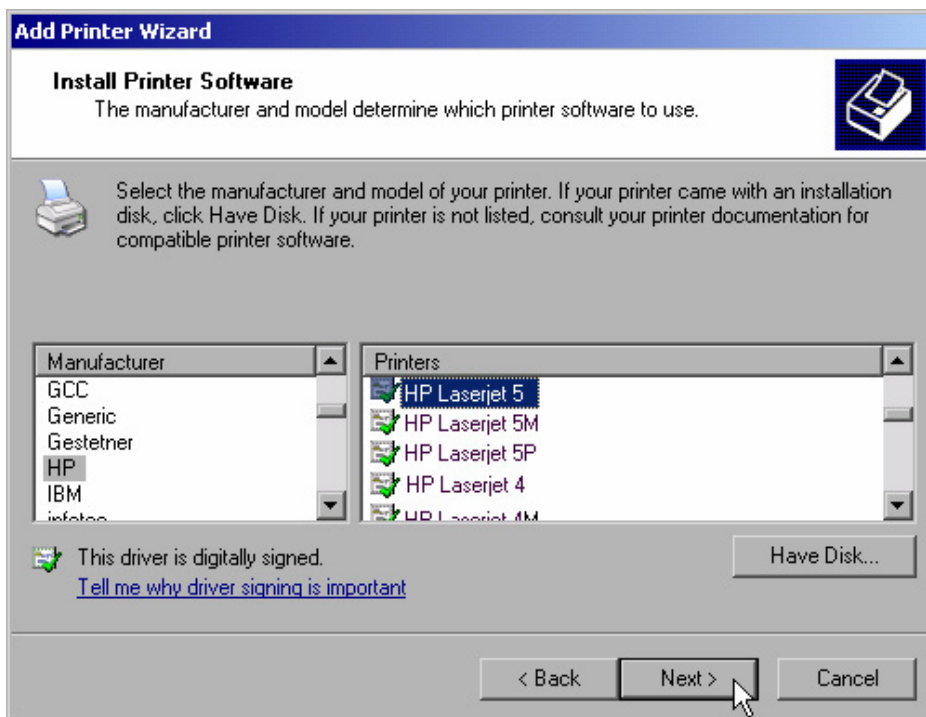 Add Printer Wizard
Install Printer Software
The manufacturer and model determine which printer software to use.
Select the manufacturer and model of your printer. If your printer came with an installation
disk, click Have Disk. If your printer is not listed, consult your printer documentation for
compatible printer software.
Manufacturer
GCC
Generic
Gestetner
HP
IBM
infotec
Printers
HP Laserjet 5
HP Laserjet 5M
HP Laserjet 5P
HP Laserjet 4
HP Laserjet 4M
This driver is digitally signed.
Tell me why driver signing is important
Have Disk...
< Back
Next >
Cancel